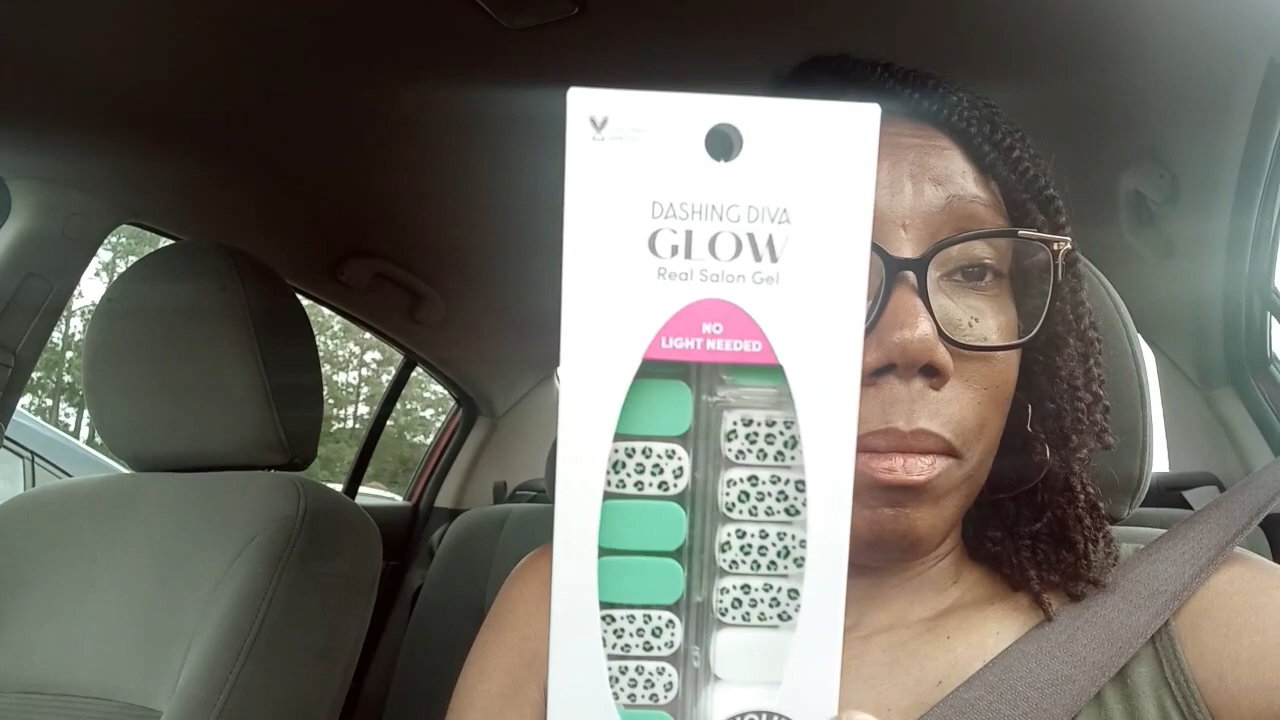 DASHING DIVA
GLOW
Real Salon Gel
NO
LIGHT NEEDED